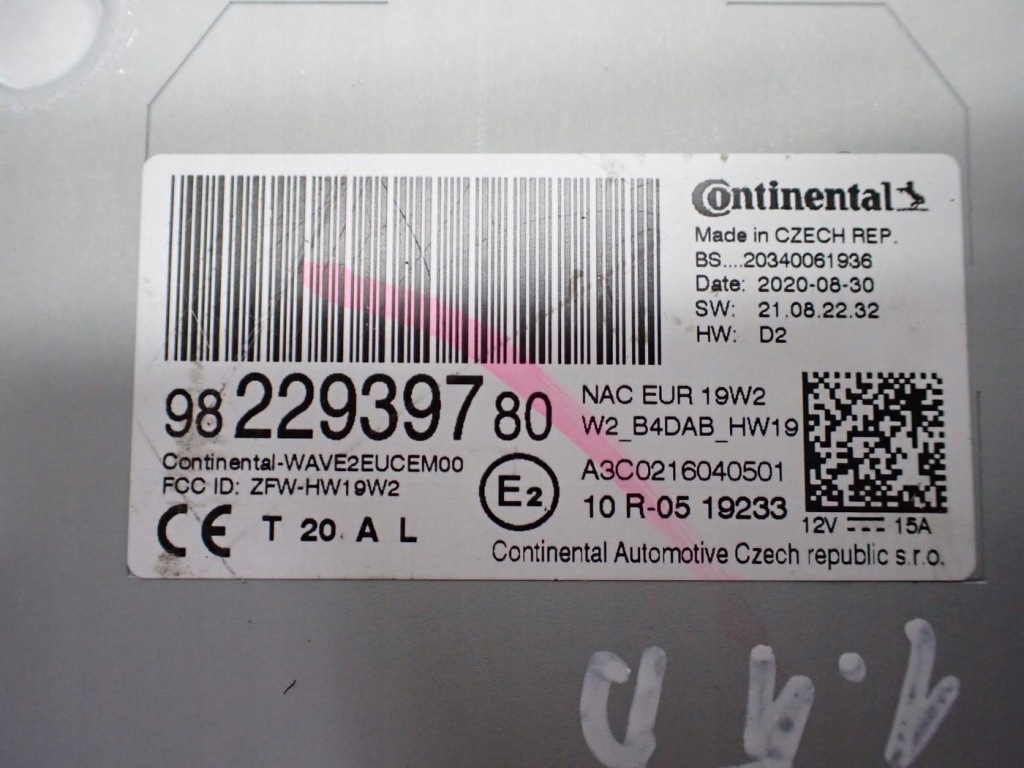 Continental
Made in CZECH REP.
BS....20340061936
Date: 2020-08-30
SW: 21.08.22.32
HW: D2
98 229397 80
NAC EUR 19W2
W2_B4DAB_HW19
Continental-WAVE2EUCEM00
FCC ID: ZFW-HW19W2
E2
A3C0216040501
10 R-05 19233
12V 15A
CE T 20. A L
Continental Automotive Czech republic s.r.o.